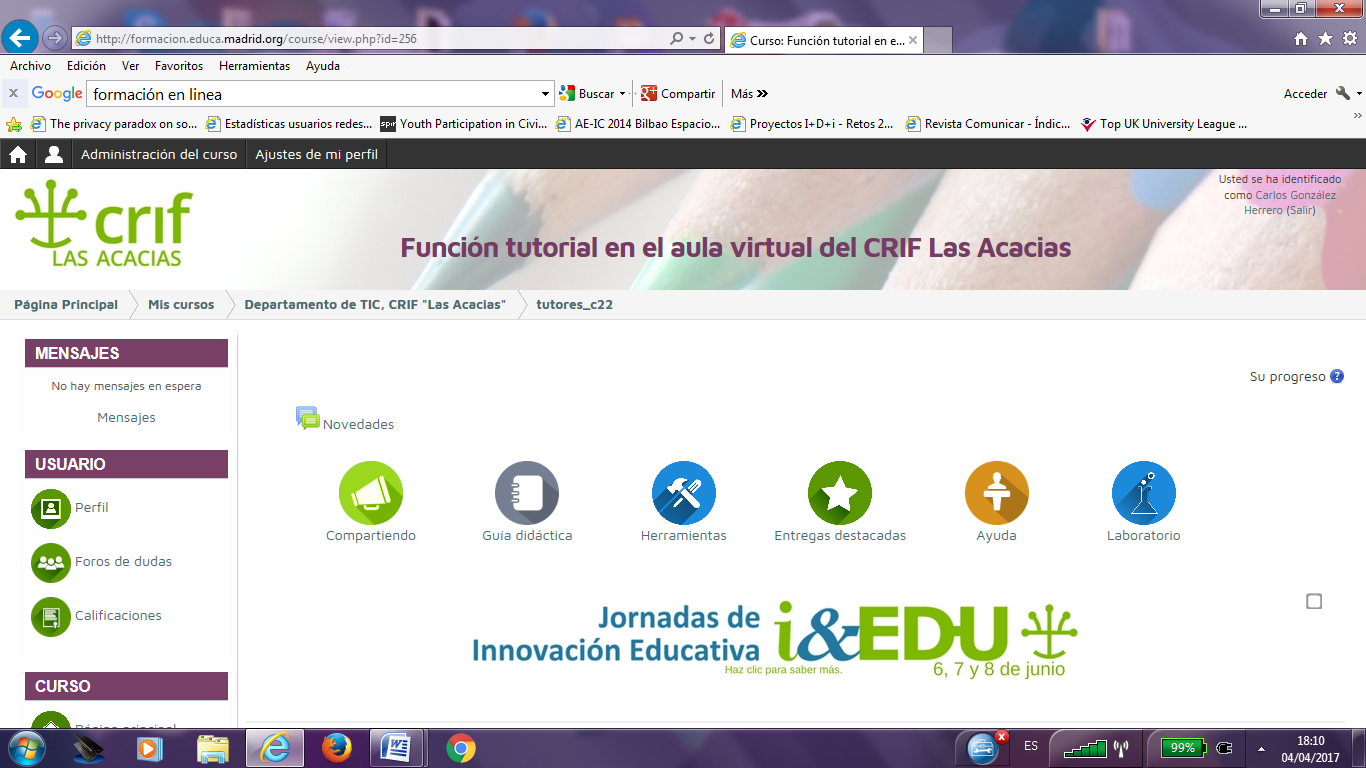 http://formacion.educa.madrid.org/course/view.php?id=256
Curso: Función tutorial en e...
Archivo Edición Ver Favoritos Herramientas Ayuda
x Google formación en linea Buscar Compartir Más Acceder
The privacy paradox on so... Estadísticas usuarios redes... Youth Participation in Civi... AE-IC 2014 Bilbao Espacio... Proyectos I+D+i - Retos 2... Revista Comunicar - Índic... Top UK University League ...
Administración del curso Ajustes de mi perfil
Usted se ha identificado
como Carlos González
Herrero (Salir)
crif
LAS ACACIAS
Función tutorial en el aula virtual del CRIF Las Acacias
Página Principal Mis cursos Departamento de TIC, CRIF "Las Acacias" tutores_c22
MENSAJES
No hay mensajes en espera
Mensajes
USUARIO
Perfil
Foros de dudas
Calificaciones
CURSO
Su progreso
Novedades
Compartiendo Guía didáctica Herramientas Entregas destacadas Ayuda Laboratorio
Jornadas de
Innovación Educativa
i&EDU
Haz clic para saber más.
6, 7 y 8 de junio
ES 99% 18:10
04/04/2017